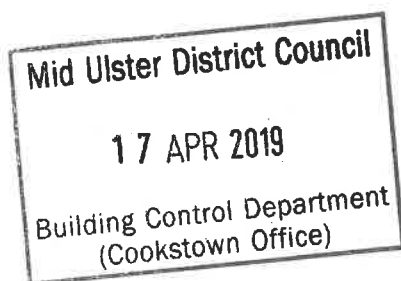 Mid Ulster District Council
17 APR 2019
Building Control Department
(Cookstown Office)